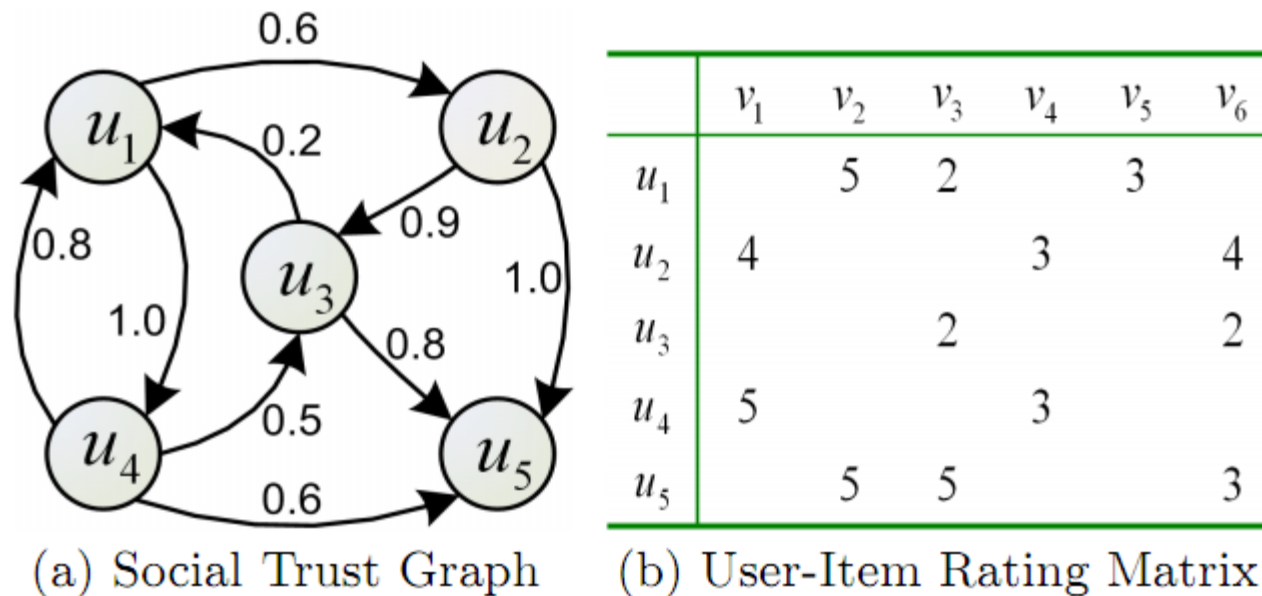 0.6
u₁
u₂
0.2
0.9
0.8
u₃
1.0
1.0
0.8
u₄
0.5
u₅
0.6
(a) Social Trust Graph
v₁ v₂ v₃ v₄ v₅ v₆
u₁ 5 2 3
u₂ 4 3 4
u₃ 2 2
u₄ 5 3
u₅ 5 5 3
(b) User-Item Rating Matrix